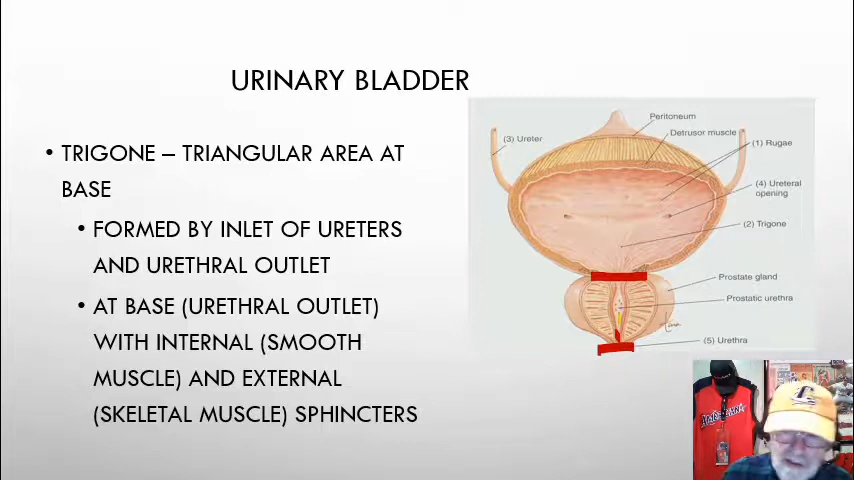 URINARY BLADDER
• TRIGONE – TRIANGULAR AREA AT
BASE
• FORMED BY INLET OF URETERS
AND URETHRAL OUTLET
• AT BASE (URETHRAL OUTLET)
WITH INTERNAL (SMOOTH
MUSCLE) AND EXTERNAL
(SKELETAL MUSCLE) SPHINCTERS
Peritoneum
Detrusor muscle
(3) Ureter
(1) Rugae
(4) Ureteral
opening
(2) Trigone
Prostate gland
Prostatic urethra
(5) Urethra